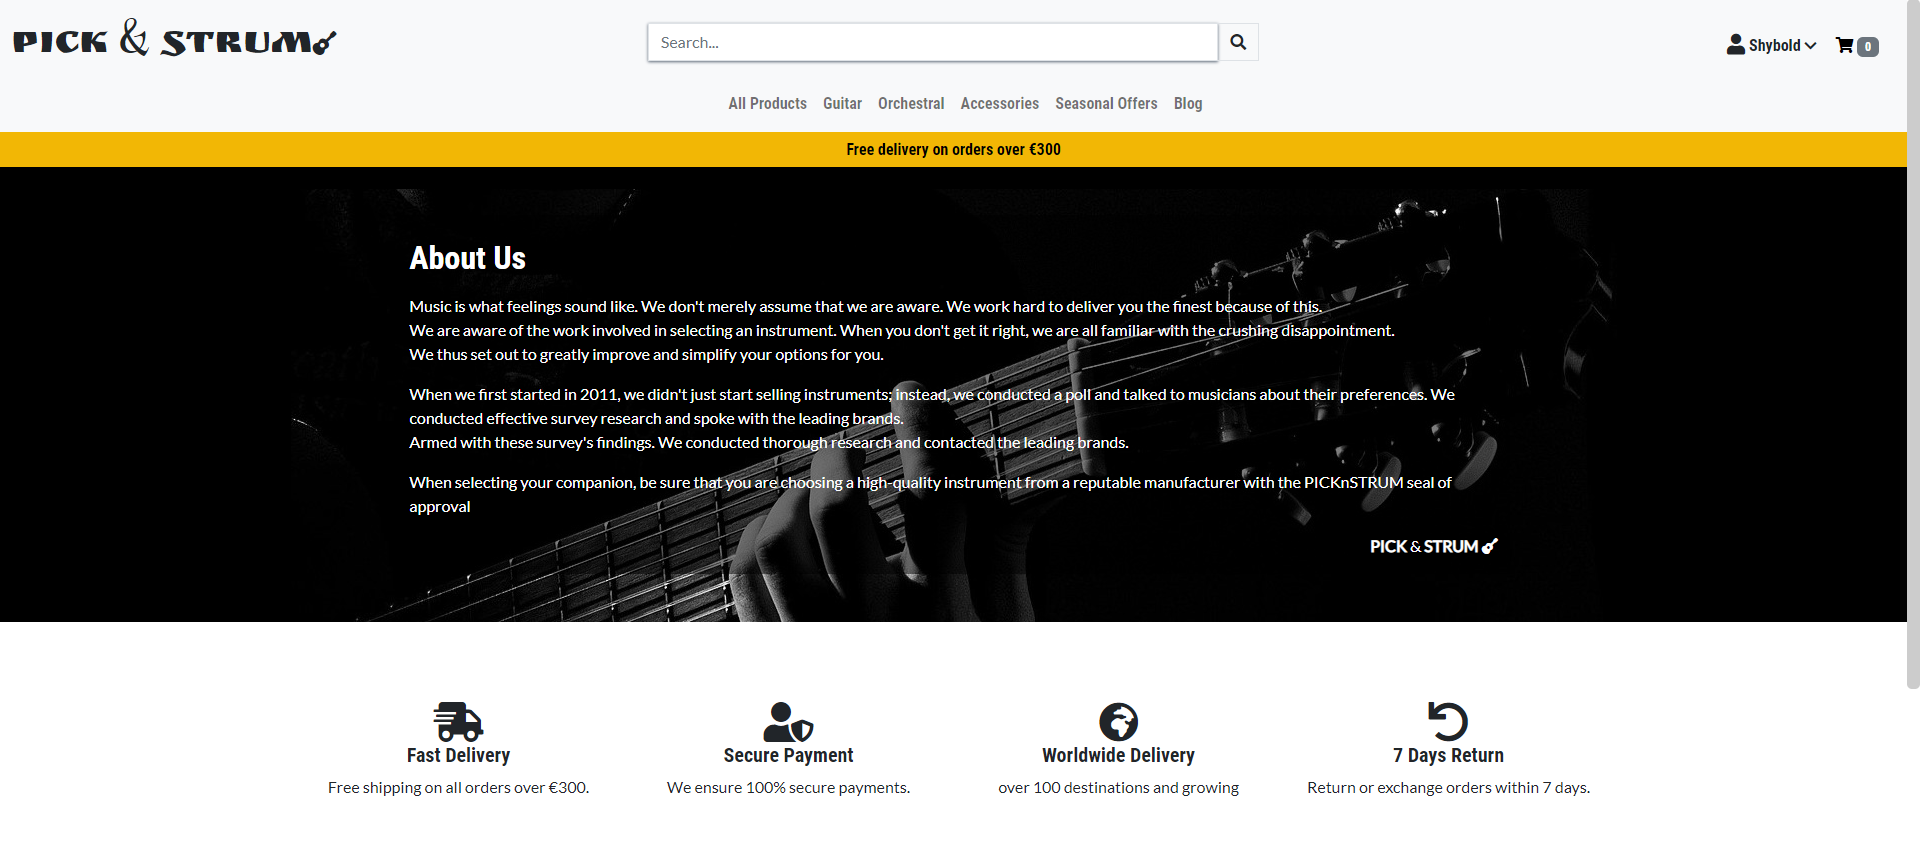 PICK & STRUM
Search...
Shybold
0
All Products Guitar Orchestral Accessories Seasonal Offers Blog
Free delivery on orders over €300
About Us
Music is what feelings sound like. We don't merely assume that we are aware. We work hard to deliver you the finest because of this.
We are aware of the work involved in selecting an instrument. When you don't get it right, we are all familiar with the crushing disappointment.
We thus set out to greatly improve and simplify your options for you.
When we first started in 2011, we didn't just start selling instruments; instead, we conducted a poll and talked to musicians about their preferences. We
conducted effective survey research and spoke with the leading brands.
Armed with these survey's findings. We conducted thorough research and contacted the leading brands.
When selecting your companion, be sure that you are choosing a high-quality instrument from a reputable manufacturer with the PICKnSTRUM seal of
approval
PICK & STRUM
Fast Delivery
Free shipping on all orders over €300.
Secure Payment
We ensure 100% secure payments.
Worldwide Delivery
over 100 destinations and growing
7 Days Return
Return or exchange orders within 7 days.